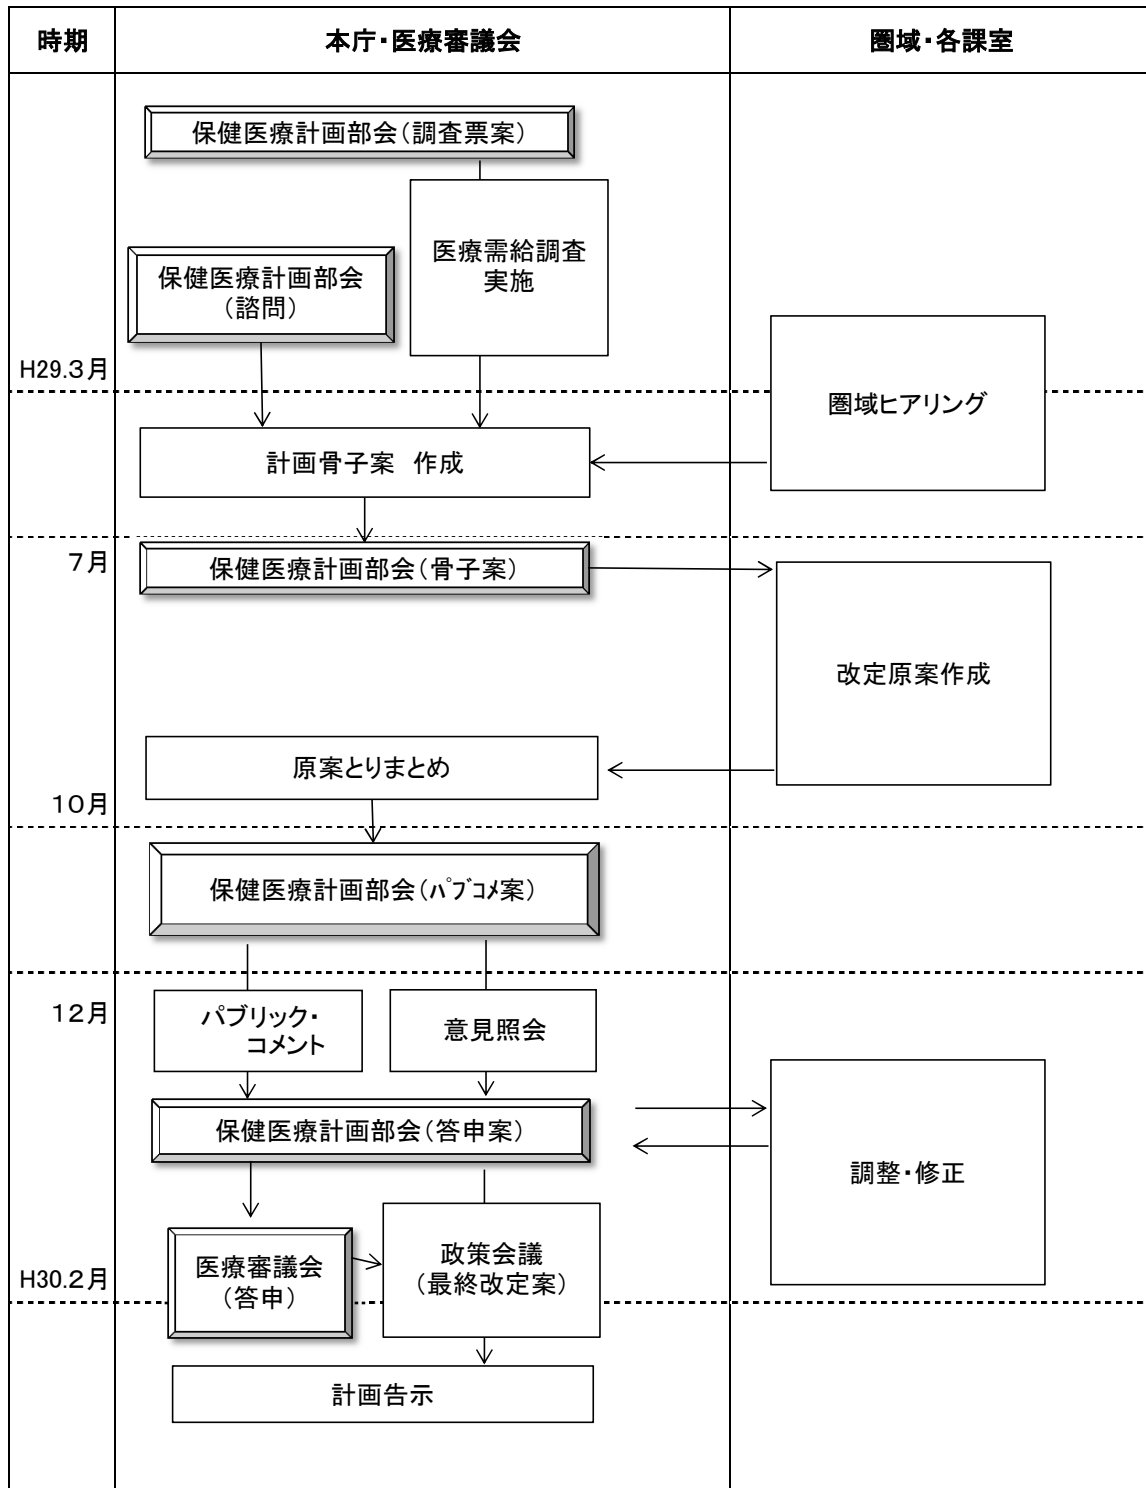 時期
本庁・医療審議会
圏域・各課室
保健医療計画部会（調査票案）
医療需給調査
実施
保健医療計画部会
（諮問）
H29.3月
圏域ヒアリング
計画骨子案　作成
7月
保健医療計画部会（骨子案）
改定原案作成
原案とりまとめ
10月
保健医療計画部会（ﾊﾟﾌﾞｺﾒ案）
12月
パブリック・
コメント
意見照会
保健医療計画部会（答申案）
調整・修正
医療審議会
（答申）
政策会議
（最終改定案）
H30.2月
計画告示